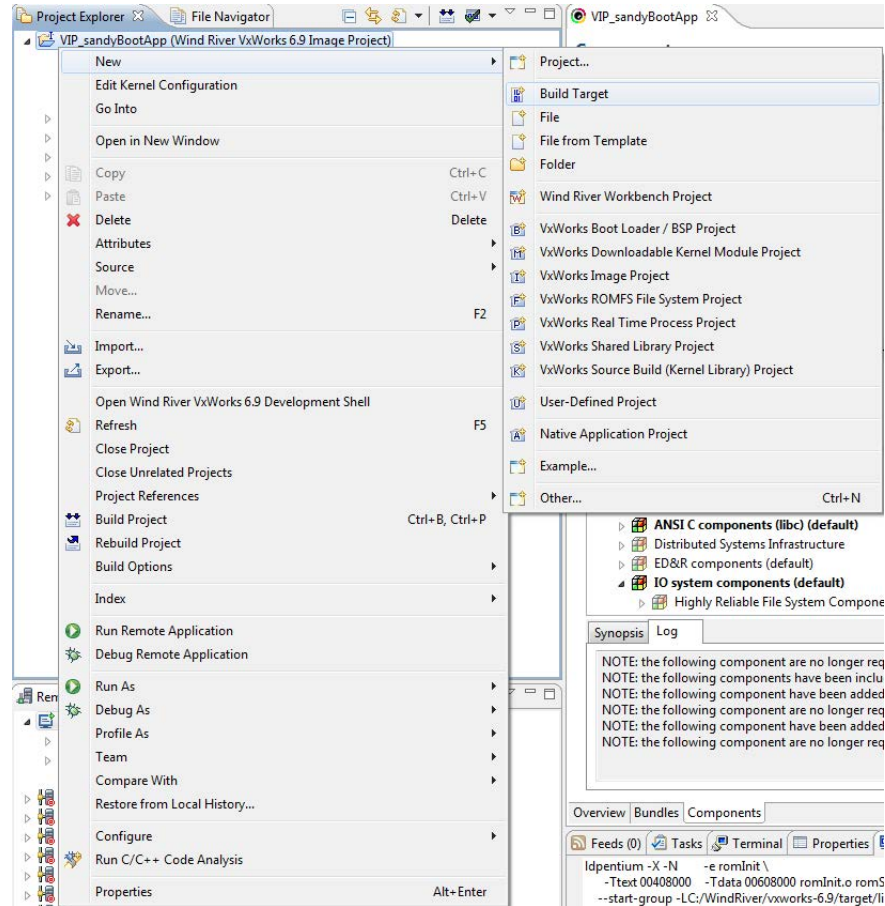 Project Explorer
File Navigator
VIP_sandyBootApp
VIP_sandyBootApp (Wind River VxWorks 6.9 Image Project)
New
Edit Kernel Configuration
Go Into
Open in New Window
Copy Ctrl+C
Paste Ctrl+V
Delete Delete
Attributes
Source
Move...
Rename... F2
Import...
Export...
Open Wind River VxWorks 6.9 Development Shell
Refresh F5
Close Project
Close Unrelated Projects
Project References
Build Project Ctrl+B, Ctrl+P
Rebuild Project
Build Options
Index
Run Remote Application
Debug Remote Application
Run As
Debug As
Profile As
Team
Compare With
Restore from Local History...
Configure
Run C/C++ Code Analysis
Properties Alt+Enter
Project...
Build Target
File
File from Template
Folder
Wind River Workbench Project
VxWorks Boot Loader / BSP Project
VxWorks Downloadable Kernel Module Project
VxWorks Image Project
VxWorks ROMFS File System Project
VxWorks Real Time Process Project
VxWorks Shared Library Project
VxWorks Source Build (Kernel Library) Project
User-Defined Project
Native Application Project
Example...
Other... Ctrl+N
ANSI C components (libc) (default)
Distributed Systems Infrastructure
ED&R components (default)
IO system components (default)
Highly Reliable File System Compone
Synopsis Log
NOTE: the following component are no longer req
NOTE: the following components have been inclu
NOTE: the following component have been added
NOTE: the following component are no longer req
NOTE: the following component have been added
NOTE: the following component are no longer req
Overview Bundles Components
Feeds (0) Tasks Terminal Properties
ldpentium -X -N -e romInit \
-Ttext 00408000 -Tdata 00608000 romInit.o romS
--start-group -LC:/WindRiver/vxworks-6.9/target/li
Rem